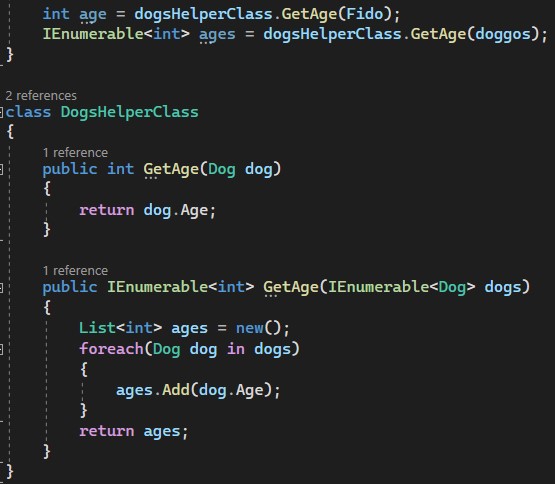 int age = dogsHelperClass.GetAge(Fido);
IEnumerable<int> ages = dogsHelperClass.GetAge(doggos);
}
2 references
class DogsHelperClass
{
1 reference
public int GetAge(Dog dog)
{
return dog.Age;
}
1 reference
public IEnumerable<int> GetAge(IEnumerable<Dog> dogs)
{
List<int> ages = new();
foreach(Dog dog in dogs)
{
ages.Add(dog.Age);
}
return ages;
}
}